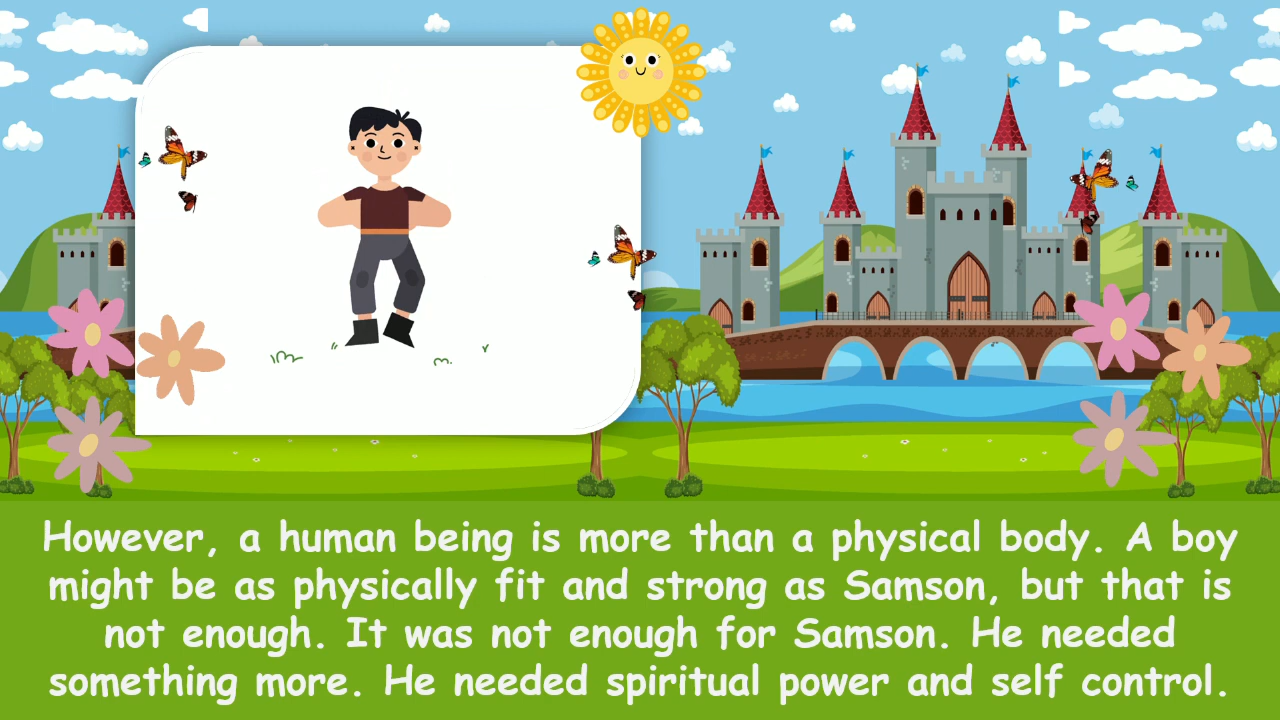 However, a human being is more than a physical body. A boy
might be as physically fit and strong as Samson, but that is
not enough. It was not enough for Samson. He needed
something more. He needed spiritual power and self control.